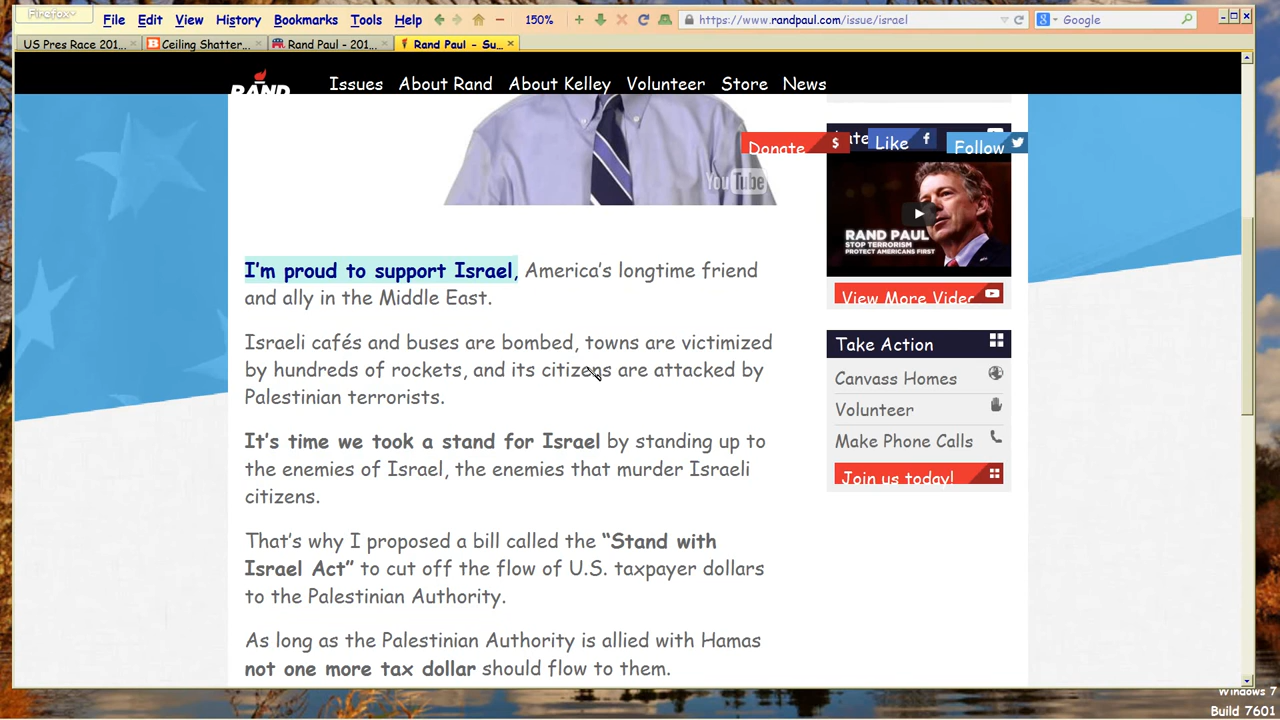 Firefox
File Edit View History Bookmarks Tools Help 150% https://www.randpaul.com/issue/israel Google
US Pres Race 201... Ceiling Shatter... Rand Paul - 201... Rand Paul - Su...
RAND Issues About Rand About Kelley Volunteer Store News
Donate $ Like f Follow
YouTube
RAND PAUL
STOP TERRORISM
PROTECT AMERICANS FIRST
View More Video
I'm proud to support Israel, America's longtime friend
and ally in the Middle East.
Israeli cafés and buses are bombed, towns are victimized
by hundreds of rockets, and its citizens are attacked by
Palestinian terrorists.
It's time we took a stand for Israel by standing up to
the enemies of Israel, the enemies that murder Israeli
citizens.
That's why I proposed a bill called the “Stand with
Israel Act” to cut off the flow of U.S. taxpayer dollars
to the Palestinian Authority.
As long as the Palestinian Authority is allied with Hamas
not one more tax dollar should flow to them.
Take Action
Canvass Homes
Volunteer
Make Phone Calls
Join us today!
Windows 7
Build 7601